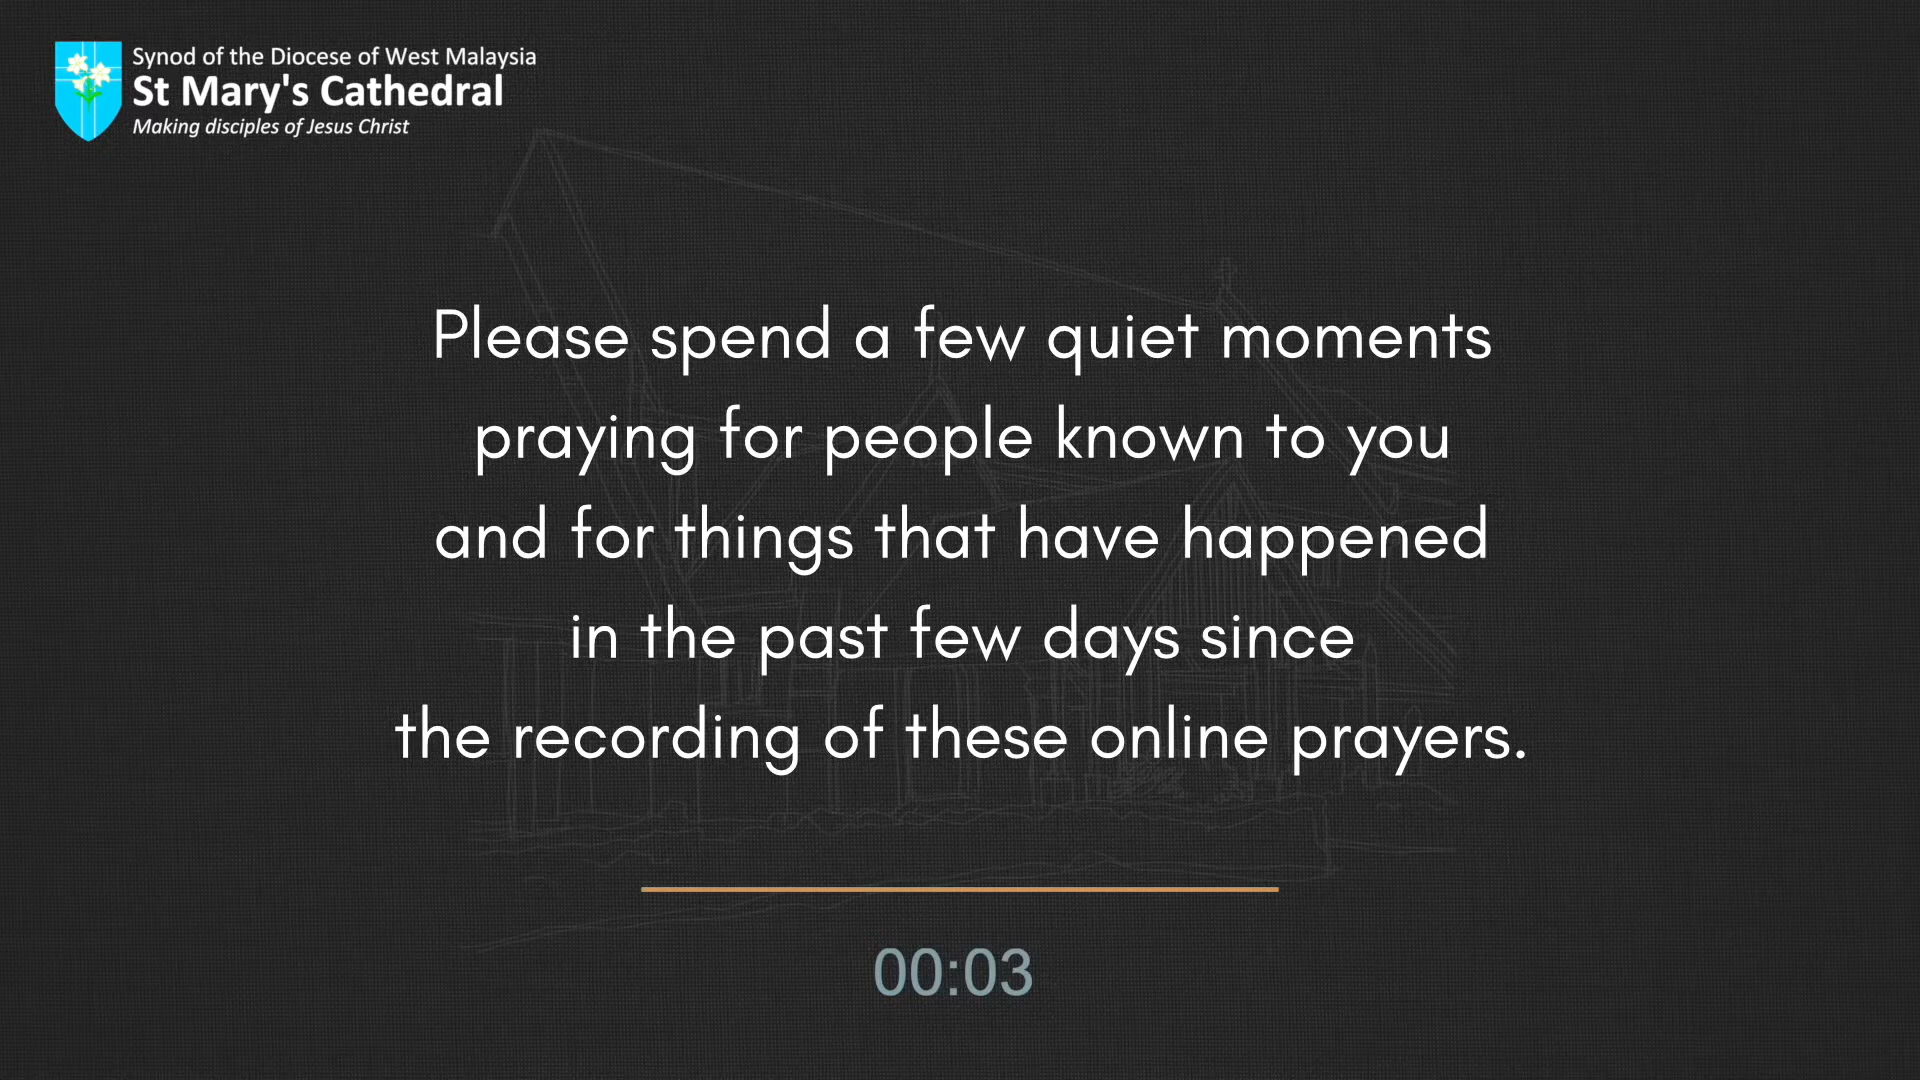 Synod of the Diocese of West Malaysia
St Mary's Cathedral
Making disciples of Jesus Christ
Please spend a few quiet moments
praying for people known to you
and for things that have happened
in the past few days since
the recording of these online prayers.
00:03